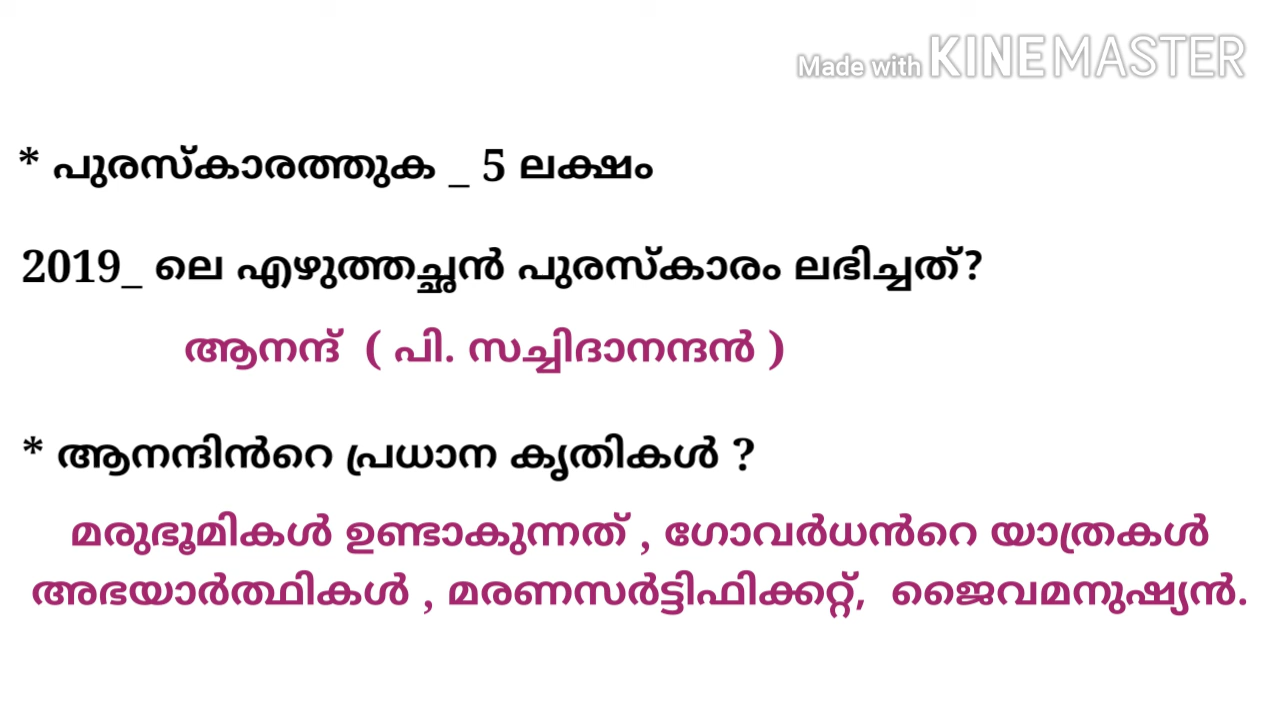 Made with KINEMASTER
* പുരസ്കാരത്തുക _ 5 ലക്ഷം
2019_ ലെ എഴുത്തച്ഛൻ പുരസ്കാരം ലഭിച്ചത്?
ആനന്ദ് ( പി. സച്ചിദാനന്ദൻ )
* ആനന്ദിൻറെ പ്രധാന കൃതികൾ ?
മരുഭൂമികൾ ഉണ്ടാകുന്നത് , ഗോവർധൻറെ യാത്രകൾ
അഭയാർത്ഥികൾ , മരണസർട്ടിഫിക്കറ്റ്, ജൈവമനുഷ്യൻ.